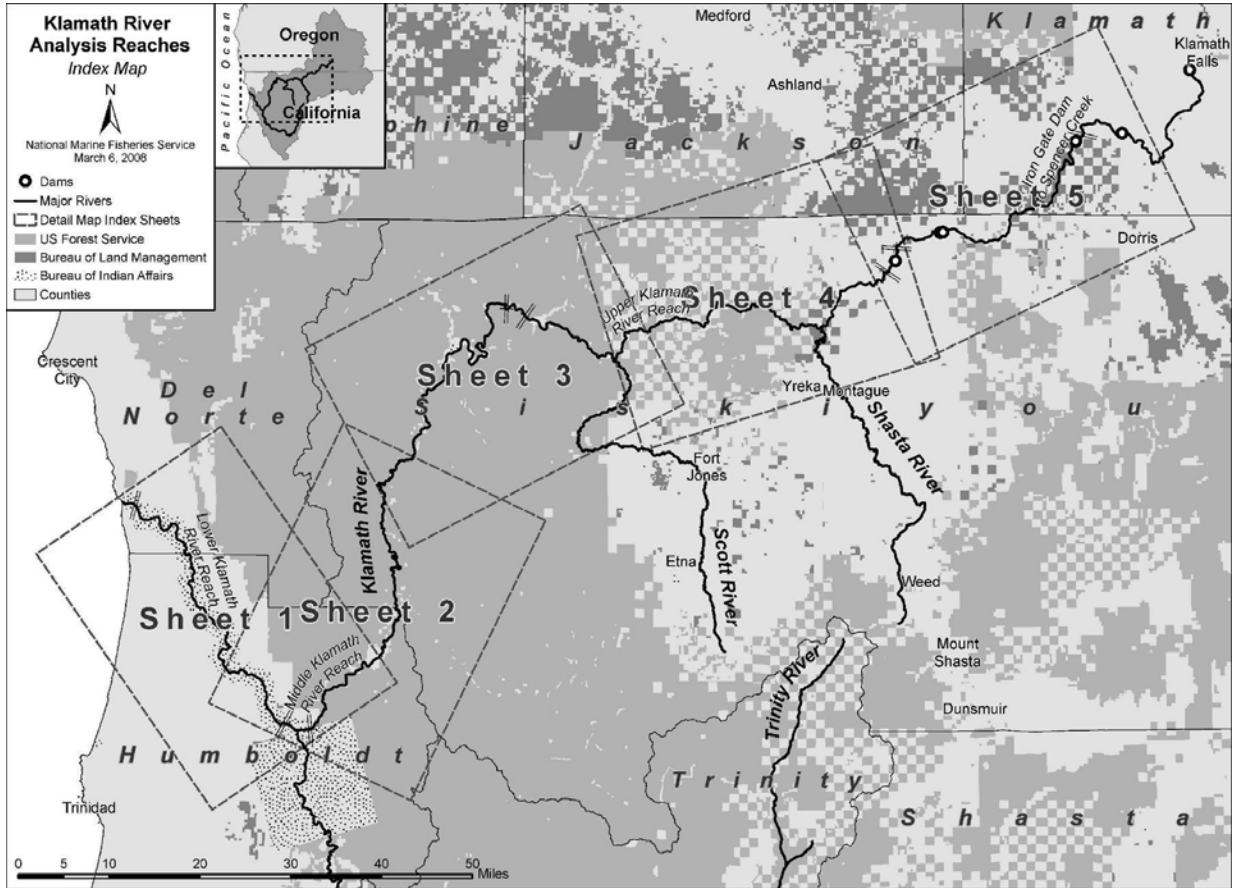 Klamath River
Analysis Reaches
Index Map
N
National Marine Fisheries Service
March 6, 2008
Dams
Major Rivers
Detail Map Index Sheets
US Forest Service
Bureau of Land Management
Bureau of Indian Affairs
Counties
Pacific Ocean
Oregon
California
Medford
Ashland
Klamath
Klamath
Falls
phine
Jackson
Iron Gate Dam
to Spencer Creek
Sheet 5
Dorris
Upper Klamath
River Reach
Sheet 4
Crescent
City
Del
Norte
Sheet 3
Siskiyou
Yreka
Montague
Shasta River
Fort
Jones
Klamath River
Lower Klamath
River Reach
Scott River
Etna
Weed
Sheet 1
Sheet 2
Middle Klamath
River Reach
Mount
Shasta
Trinity River
Dunsmuir
Humboldt
Trinity
Trinidad
Shasta
0 5 10 20 30 40 50
Miles